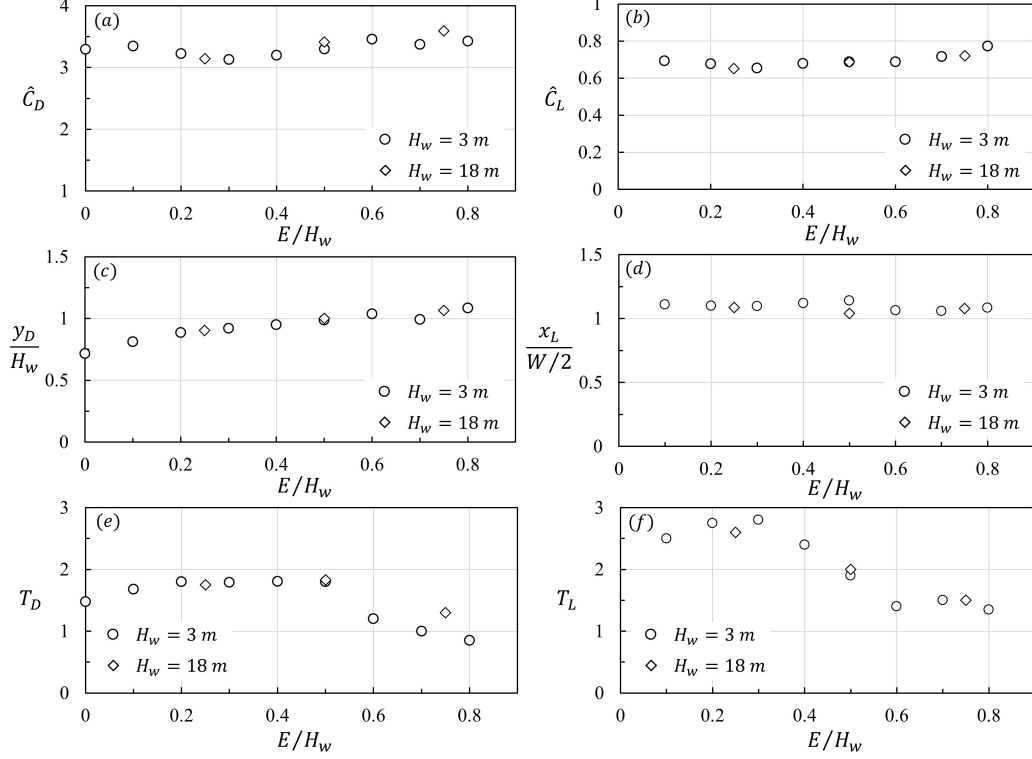 (a)
4
3
2
1
Ĉ_D
H_w = 3 m
H_w = 18 m
0 0.2 0.4 0.6 0.8
E/H_w
(b)
1
0.8
0.6
0.4
0.2
0
Ĉ_L
H_w = 3 m
H_w = 18 m
0 0.2 0.4 0.6 0.8
E/H_w
(c)
1.5
1
0.5
0
y_D
H_w
H_w = 3 m
H_w = 18 m
0 0.2 0.4 0.6 0.8
E/H_w
(d)
1.5
1
0.5
0
x_L
W/2
H_w = 3 m
H_w = 18 m
0 0.2 0.4 0.6 0.8
E/H_w
(e)
3
2
1
0
T_D
H_w = 3 m
H_w = 18 m
0 0.2 0.4 0.6 0.8
E/H_w
(f)
3
2
1
0
T_L
H_w = 3 m
H_w = 18 m
0 0.2 0.4 0.6 0.8
E/H_w